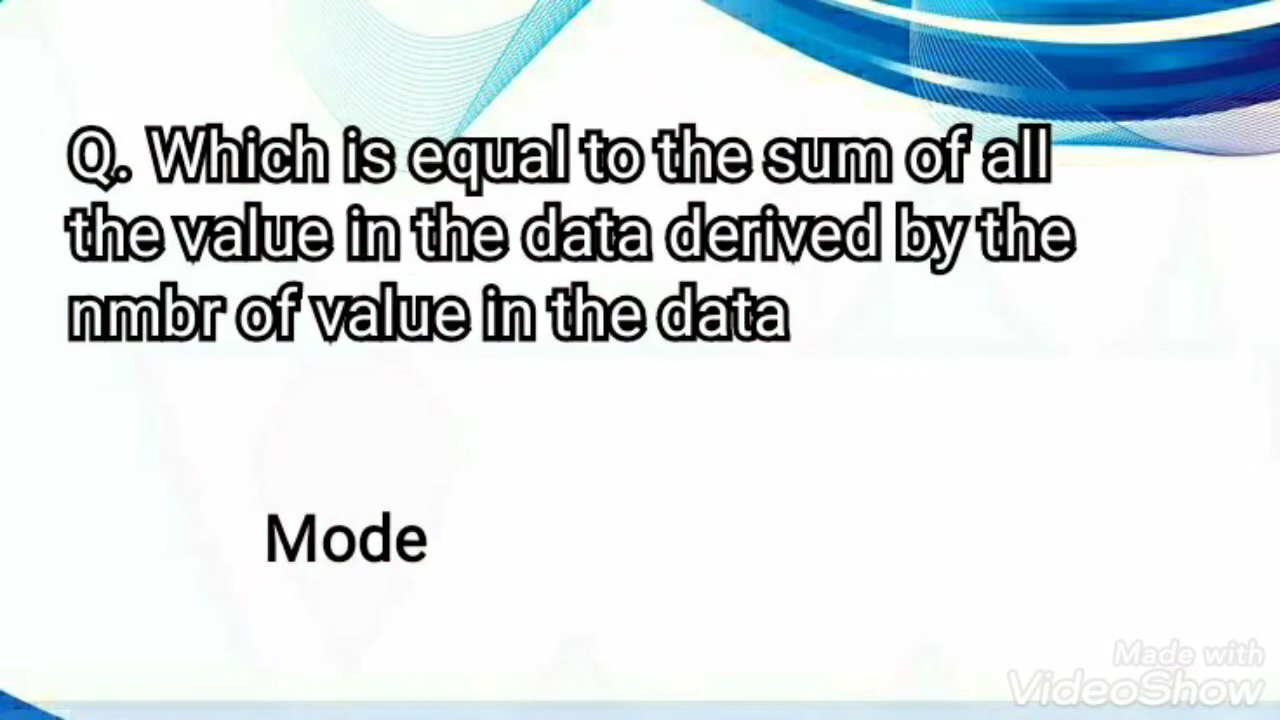 Q. Which is equal to the sum of all
the value in the data derived by the
nmbr of value in the data
Mode
Made with
VideoShow